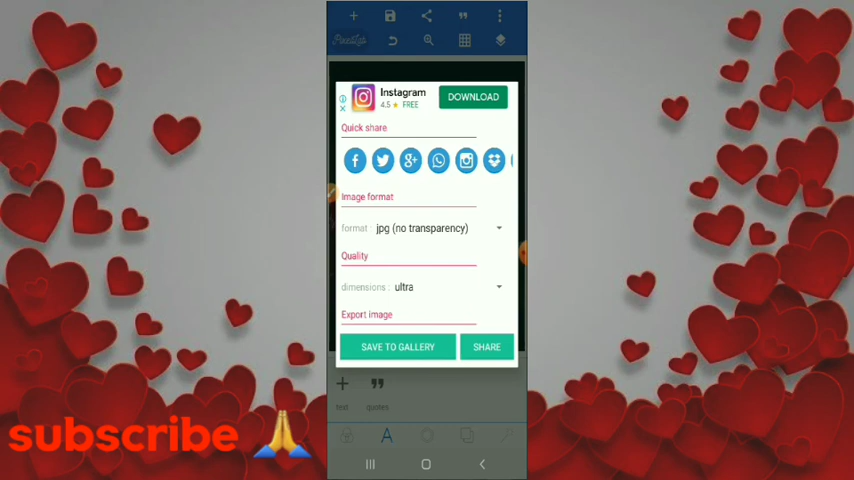 PixelLab
Instagram
4.5 ★ FREE
DOWNLOAD
Quick share
Image format
format : jpg (no transparency)
Quality
dimensions : ultra
Export image
SAVE TO GALLERY
SHARE
text
quotes
A
subscribe